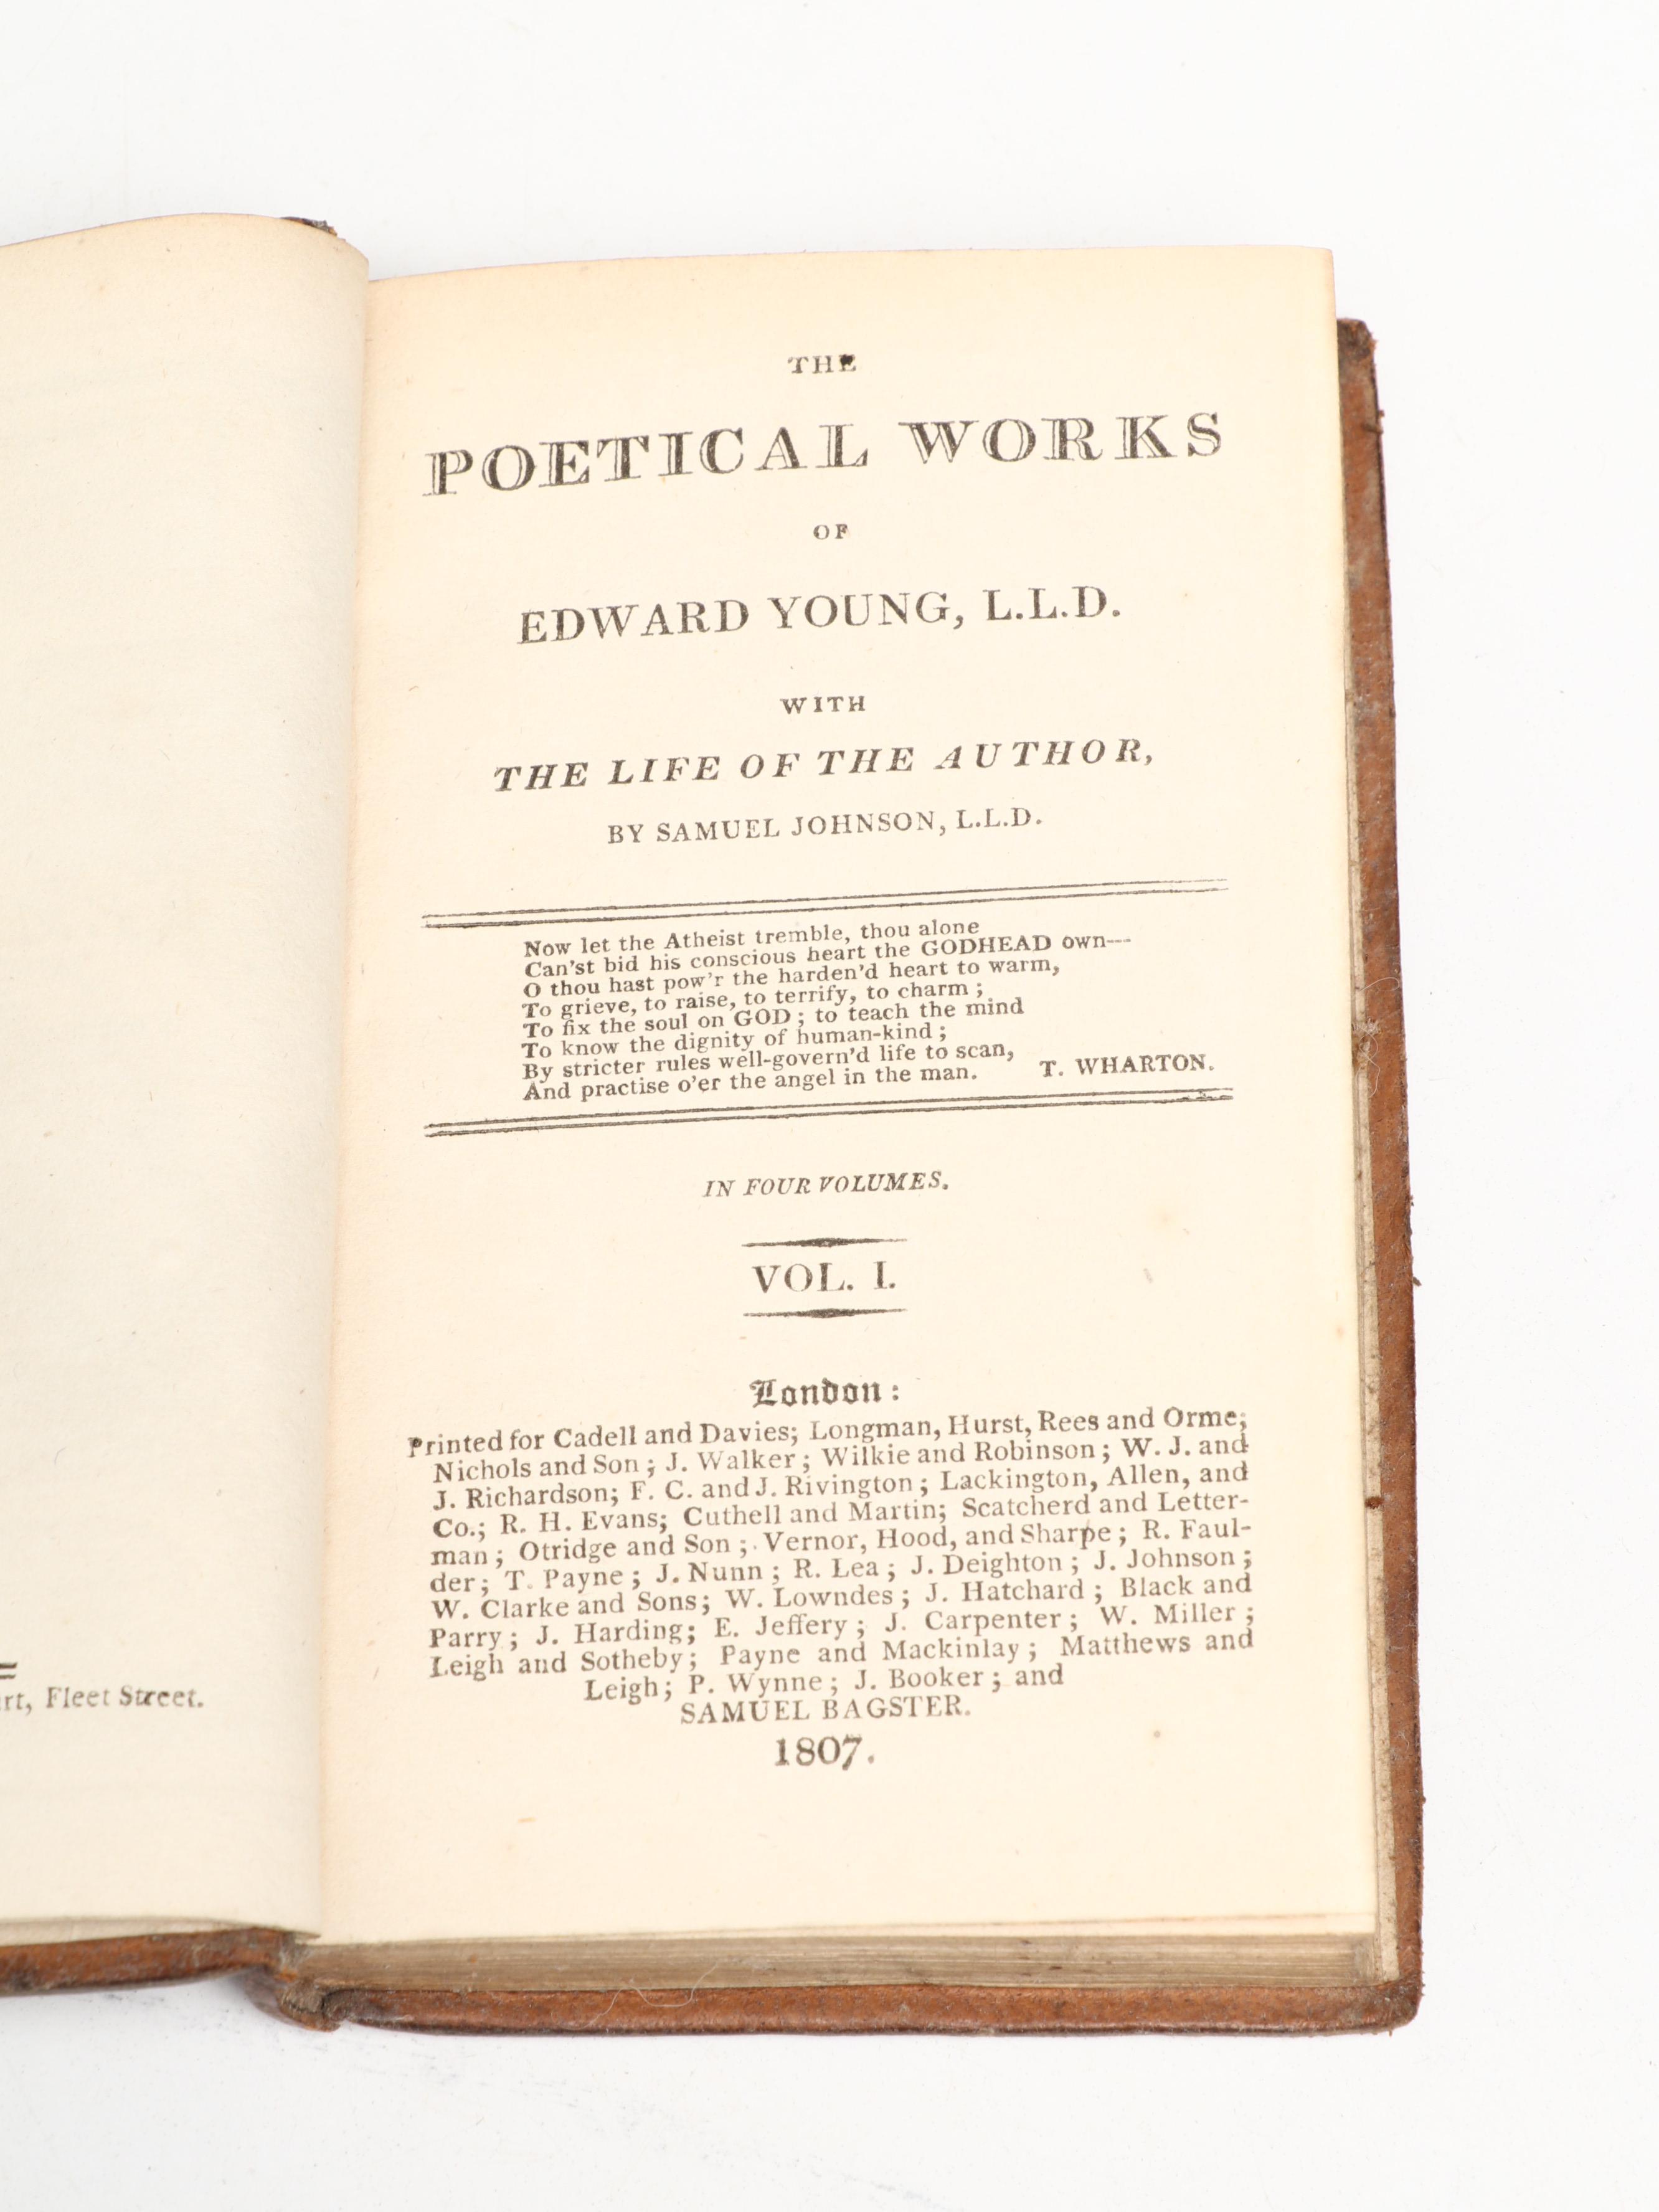 Fleet Street.
THE
POETICAL WORKS
OF
EDWARD YOUNG, L.L.D.
WITH
THE LIFE OF THE AUTHOR,
BY SAMUEL JOHNSON, L.L.D.
Now let the Atheist tremble, thou alone
Can'st bid his conscious heart the GODHEAD own—
O thou hast pow'r the harden'd heart to warm,
To grieve, to raise, to terrify, to charm ;
To fix the soul on GOD ; to teach the mind
To know the dignity of human-kind ;
By stricter rules well-govern'd life to scan,
And practise o'er the angel in the man. T. WHARTON.
IN FOUR VOLUMES.
VOL. I.
London :
Printed for Cadell and Davies; Longman, Hurst, Rees and Orme;
Nichols and Son ; J. Walker ; Wilkie and Robinson ; W. J. and
J. Richardson; F. C. and J. Rivington ; Lackington, Allen, and
Co.; R. H. Evans; Cuthell and Martin; Scatcherd and Letter-
man ; Otridge and Son ; Vernor, Hood, and Sharpe ; R. Faul-
der ; T. Payne ; J. Nunn ; R. Lea ; J. Deighton ; J. Johnson ;
W. Clarke and Sons; W. Lowndes ; J. Hatchard ; Black and
Parry ; J. Harding; E. Jeffery ; J. Carpenter ; W. Miller ;
Leigh and Sotheby; Payne and Mackinlay ; Matthews and
Leigh; P. Wynne ; J. Booker ; and
SAMUEL BAGSTER.
1807.